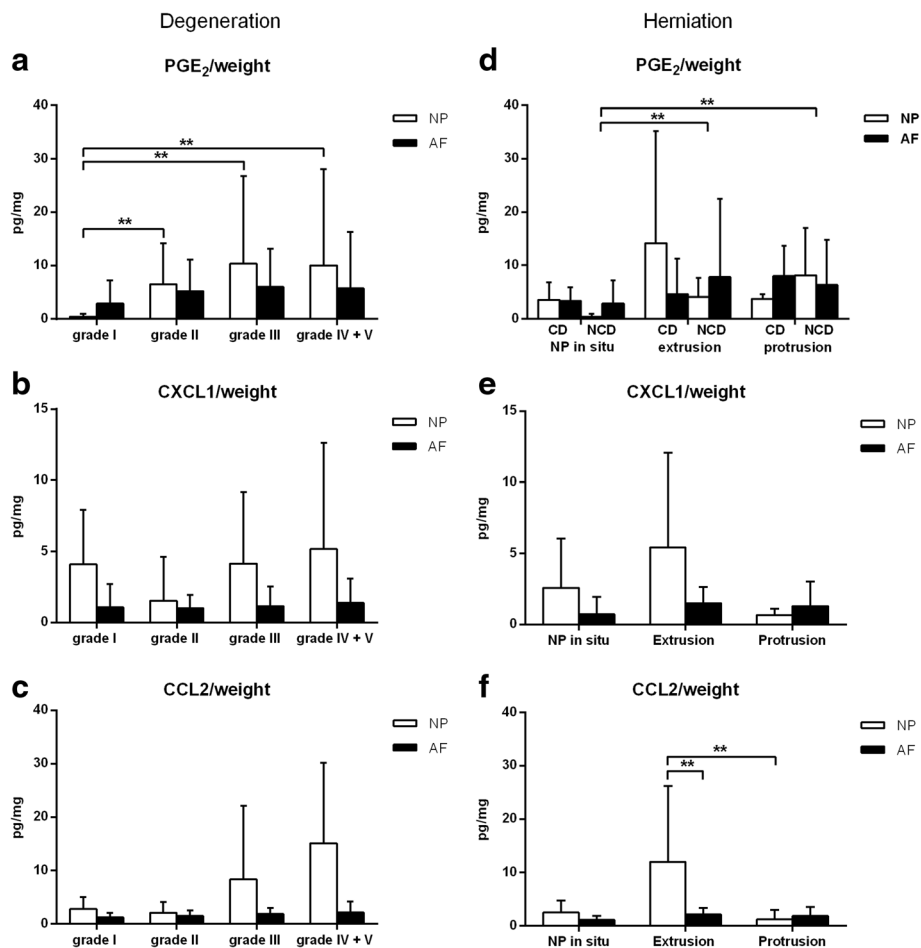 Degeneration
Herniation
a
PGE₂/weight
40
30
20
10
0
pg/mg
**
**
**
NP
AF
grade I
grade II
grade III
grade IV + V
d
PGE₂/weight
40
30
20
10
0
pg/mg
**
**
NP
AF
CD NCD CD NCD CD NCD
NP in situ extrusion protrusion
b
CXCL1/weight
15
10
5
0
pg/mg
NP
AF
grade I
grade II
grade III
grade IV + V
e
CXCL1/weight
15
10
5
0
pg/mg
NP
AF
NP in situ
Extrusion
Protrusion
c
CCL2/weight
40
30
20
10
0
pg/mg
NP
AF
grade I
grade II
grade III
grade IV + V
f
CCL2/weight
40
30
20
10
0
pg/mg
**
**
NP
AF
NP in situ
Extrusion
Protrusion